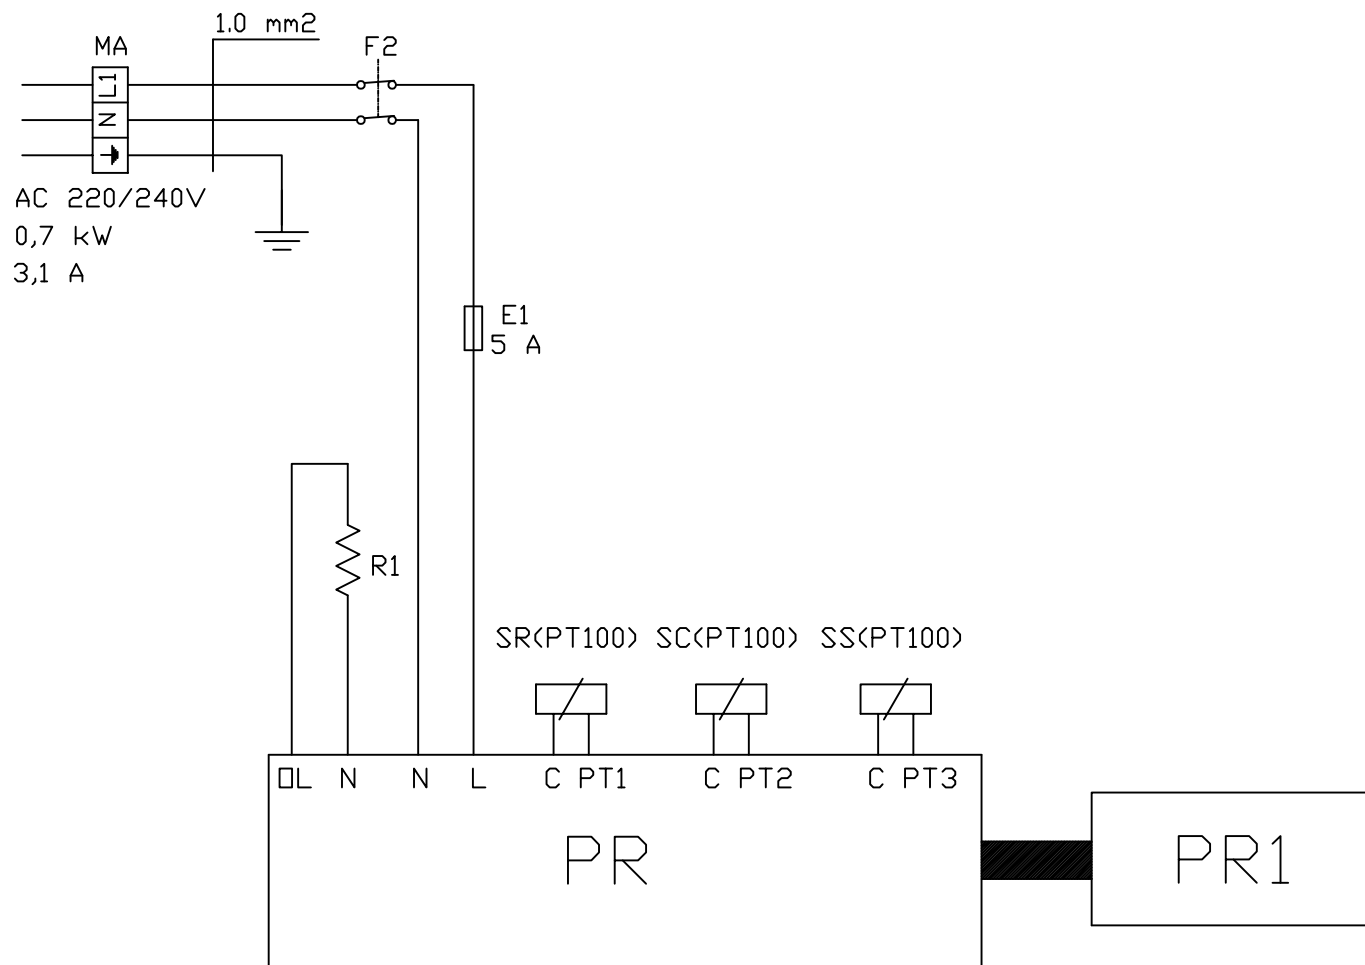 1.0 mm2
MA
F2
L1
N
AC 220/240V
0,7 kW
3,1 A
E1
5 A
R1
SR(PT100) SC(PT100) SS(PT100)
OL N N L C PT1 C PT2 C PT3
PR
PR1